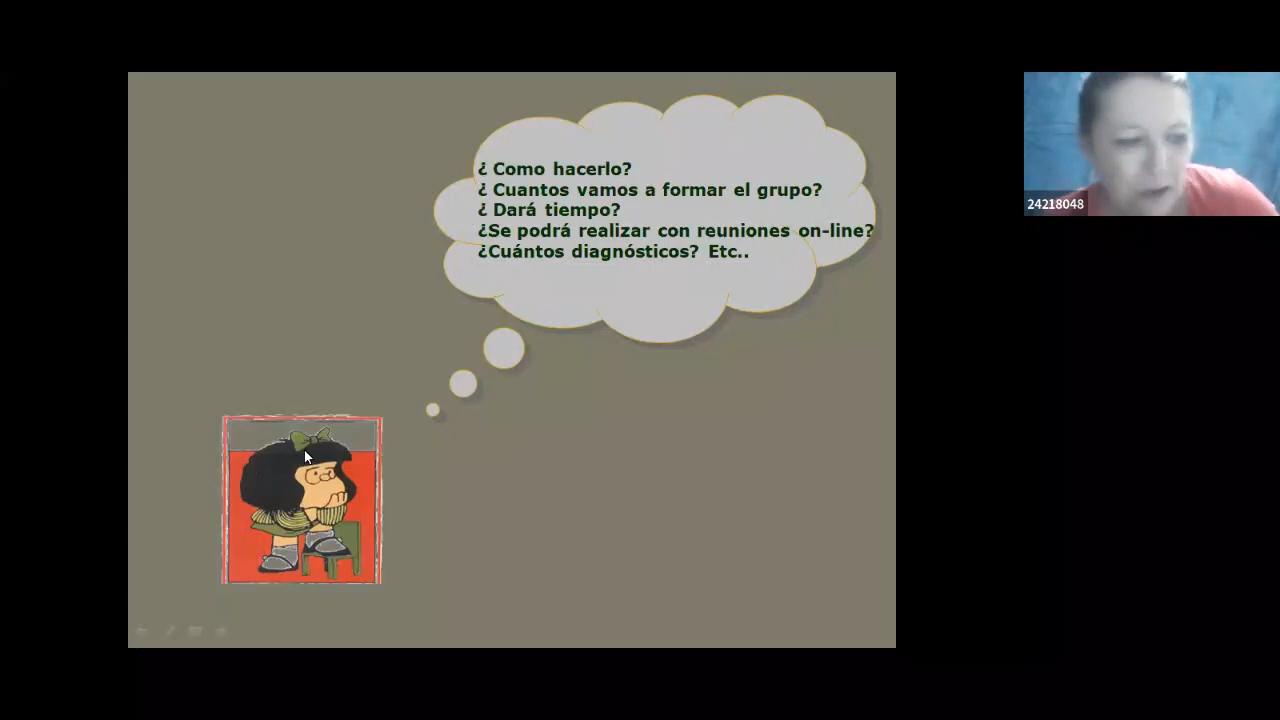 ¿ Como hacerlo?
¿ Cuantos vamos a formar el grupo?
¿ Dará tiempo?
¿Se podrá realizar con reuniones on-line?
¿Cuántos diagnósticos? Etc..
24218048